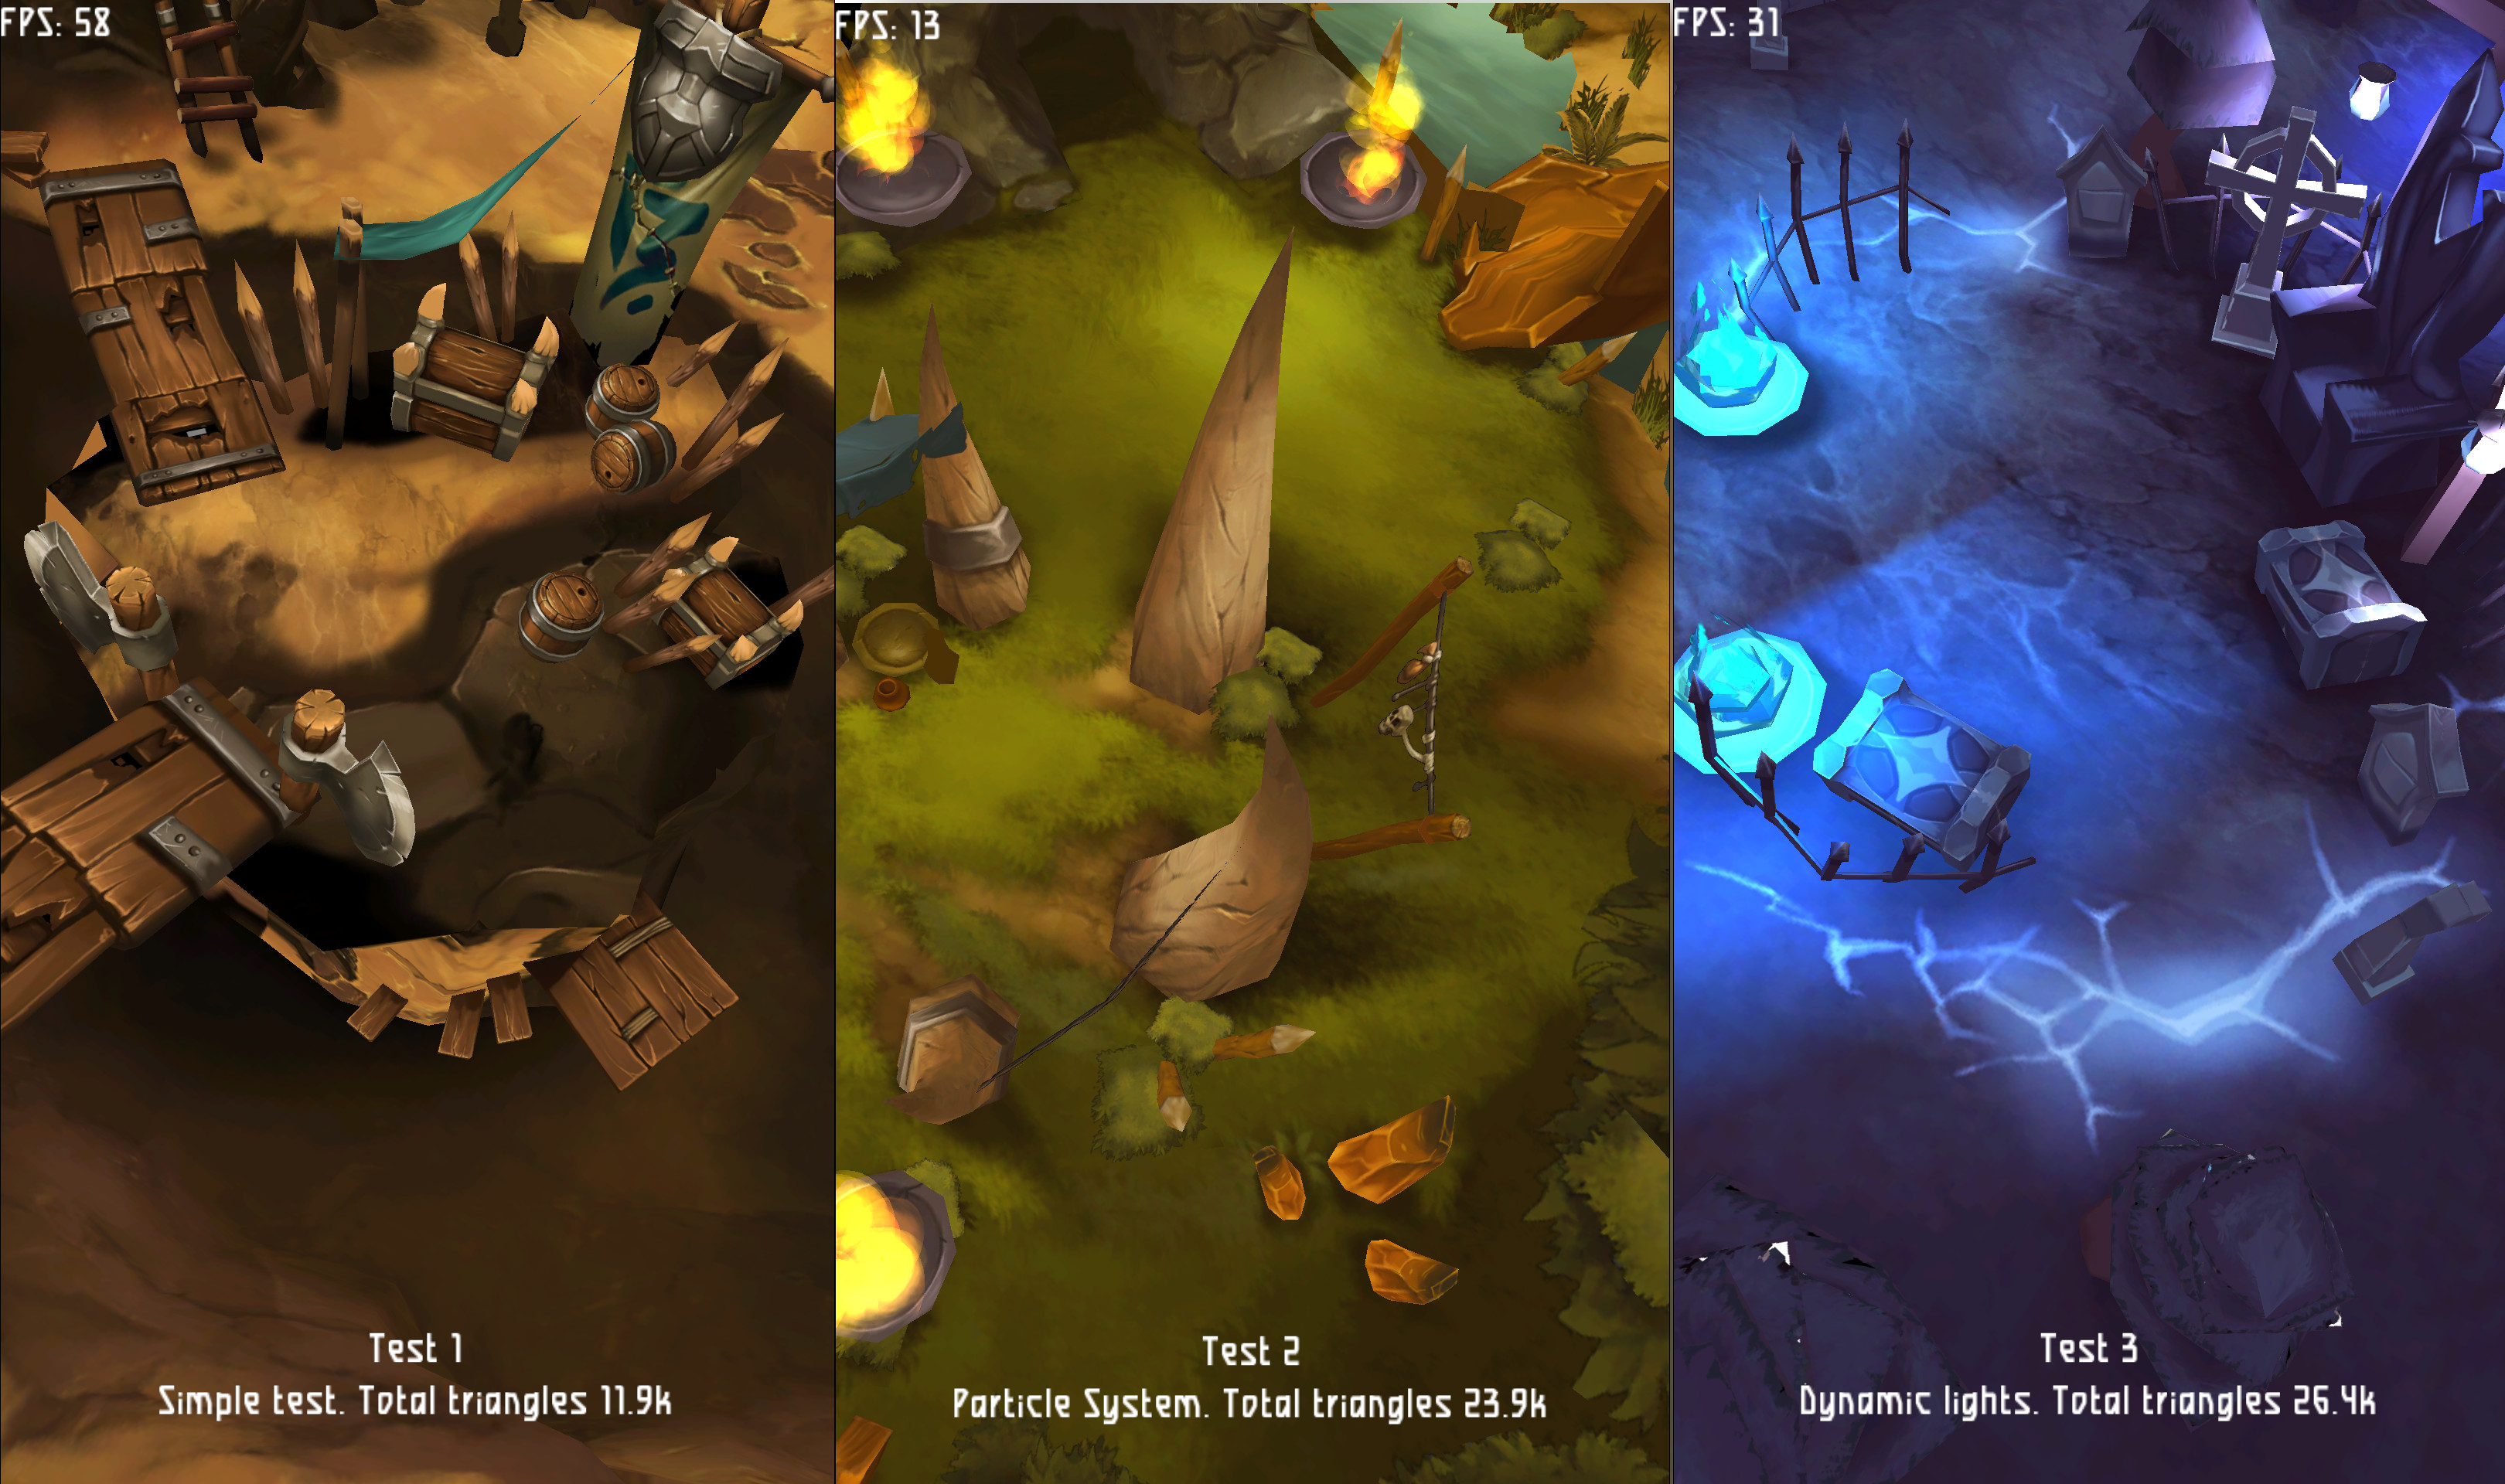 FPS: 58
Test 1
Simple test. Total triangles 11.9k
FPS: 13
Test 2
Particle System. Total triangles 23.9k
FPS: 31
Test 3
Dynamic lights. Total triangles 26.4k